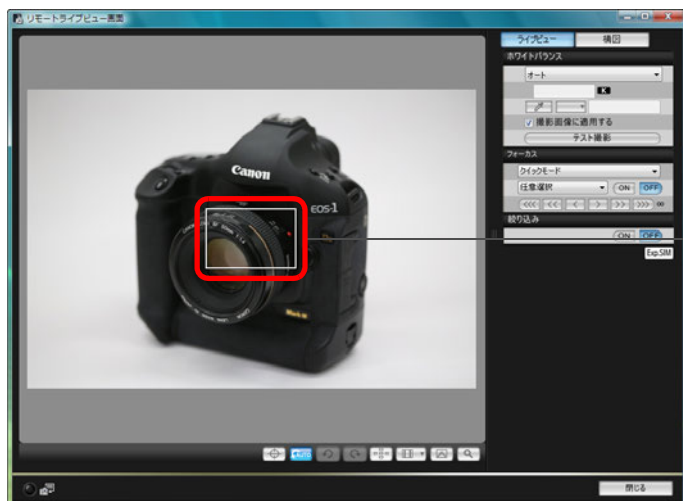 リモートライブビュー画面
ライブビュー 構図
ホワイトバランス
オート
K
撮影画像に適用する
テスト撮影
フォーカス
クイックモード
任意選択 ON OFF
<<< << < > >> >>> ∞
絞り込み
ON OFF
Exp.SIM
Canon
EOS-1
Ds
Mark III
AUTO
閉じる